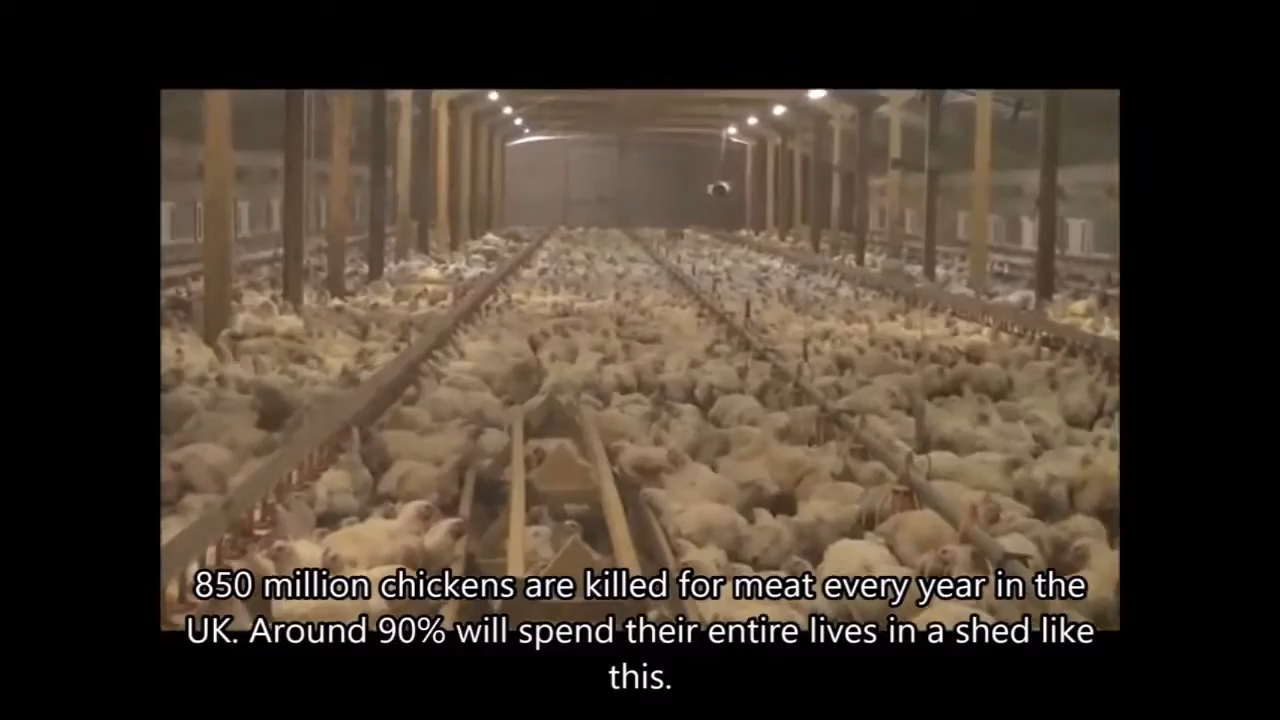 850 million chickens are killed for meat every year in the
UK. Around 90% will spend their entire lives in a shed like
this.